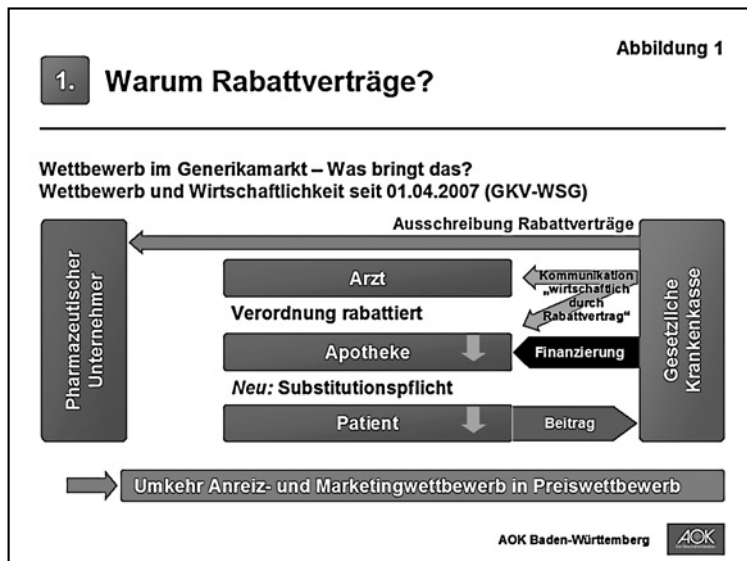 Abbildung 1
1. Warum Rabattverträge?
Wettbewerb im Generikamarkt – Was bringt das?
Wettbewerb und Wirtschaftlichkeit seit 01.04.2007 (GKV-WSG)
Ausschreibung Rabattverträge
Pharmazeutischer
Unternehmer
Arzt
Kommunikation
„wirtschaftlich
durch
Rabattvertrag“
Verordnung rabattiert
Apotheke
Finanzierung
Gesetzliche
Krankenkasse
Neu: Substitutionspflicht
Patient
Beitrag
Umkehr Anreiz- und Marketingwettbewerb in Preiswettbewerb
AOK Baden-Württemberg
AOK